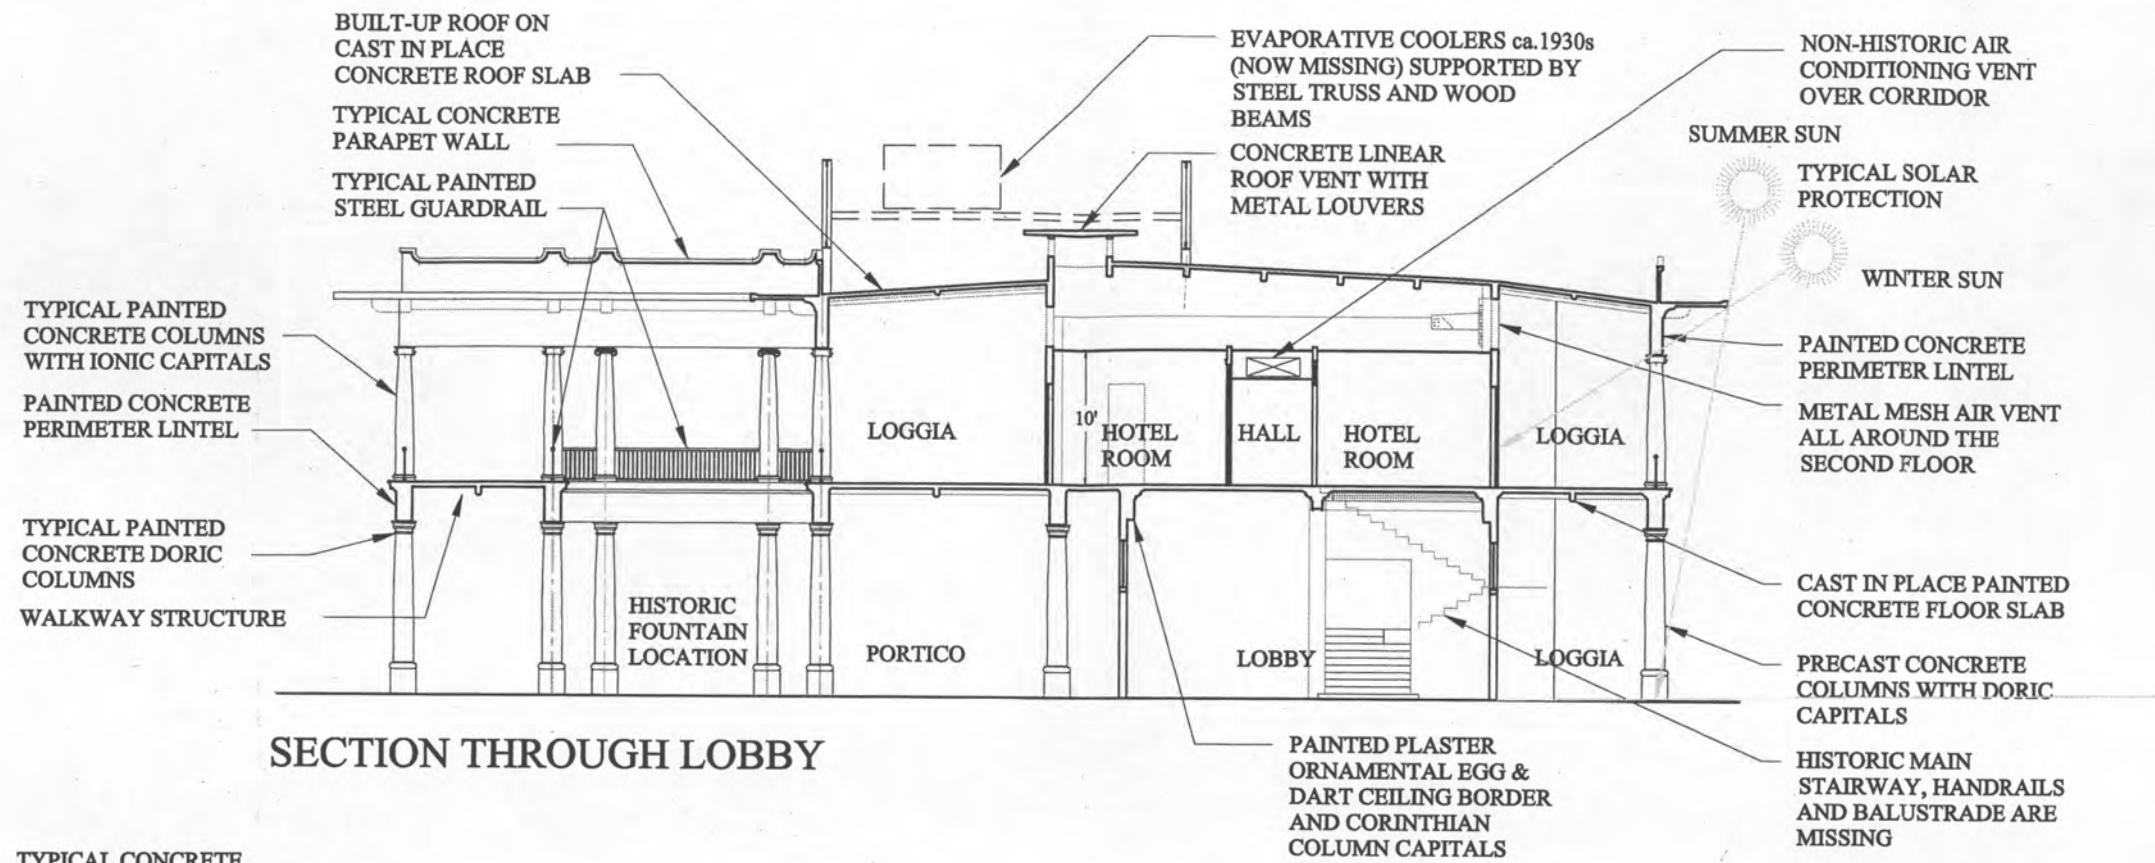 BUILT-UP ROOF ON
CAST IN PLACE
CONCRETE ROOF SLAB
TYPICAL CONCRETE
PARAPET WALL
TYPICAL PAINTED
STEEL GUARDRAIL
EVAPORATIVE COOLERS ca.1930s
(NOW MISSING) SUPPORTED BY
STEEL TRUSS AND WOOD
BEAMS
CONCRETE LINEAR
ROOF VENT WITH
METAL LOUVERS
NON-HISTORIC AIR
CONDITIONING VENT
OVER CORRIDOR
SUMMER SUN
TYPICAL SOLAR
PROTECTION
WINTER SUN
TYPICAL PAINTED
CONCRETE COLUMNS
WITH IONIC CAPITALS
PAINTED CONCRETE
PERIMETER LINTEL
TYPICAL PAINTED
CONCRETE DORIC
COLUMNS
WALKWAY STRUCTURE
LOGGIA
10'
HOTEL
ROOM
HALL
HOTEL
ROOM
LOGGIA
HISTORIC
FOUNTAIN
LOCATION
PORTICO
LOBBY
LOGGIA
PAINTED CONCRETE
PERIMETER LINTEL
METAL MESH AIR VENT
ALL AROUND THE
SECOND FLOOR
CAST IN PLACE PAINTED
CONCRETE FLOOR SLAB
PRECAST CONCRETE
COLUMNS WITH DORIC
CAPITALS
HISTORIC MAIN
STAIRWAY, HANDRAILS
AND BALUSTRADE ARE
MISSING
PAINTED PLASTER
ORNAMENTAL EGG &
DART CEILING BORDER
AND CORINTHIAN
COLUMN CAPITALS
SECTION THROUGH LOBBY
TYPICAL CONCRETE